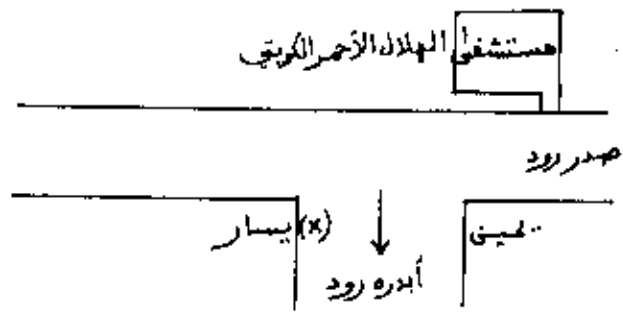 مستشفى الهلال الأحمر الكويتي
صدر رود
يمين
(x) يسار
أبدره رود